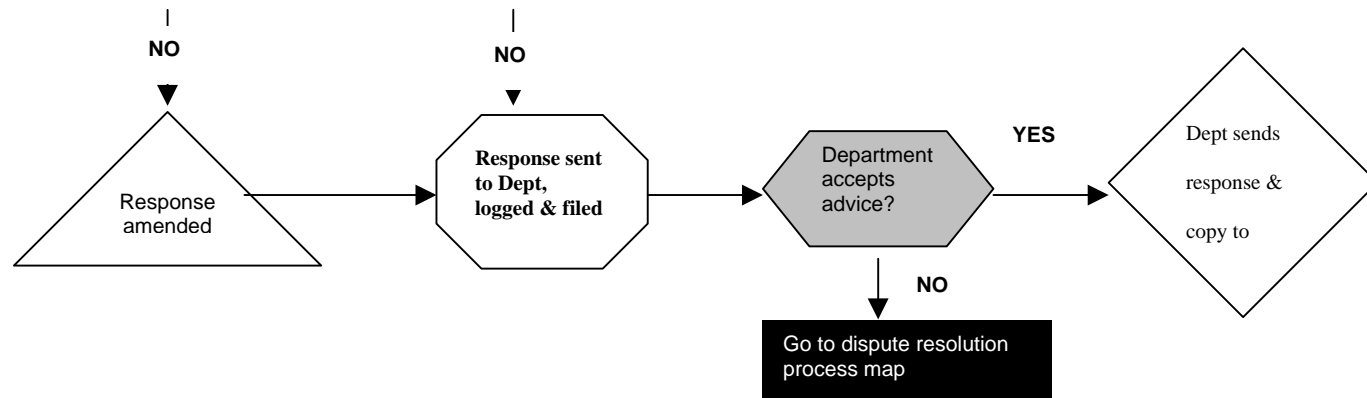 NO
NO
Response
amended
Response sent
to Dept,
logged & filed
Department
accepts
advice?
YES
Dept sends
response &
copy to
NO
Go to dispute resolution
process map